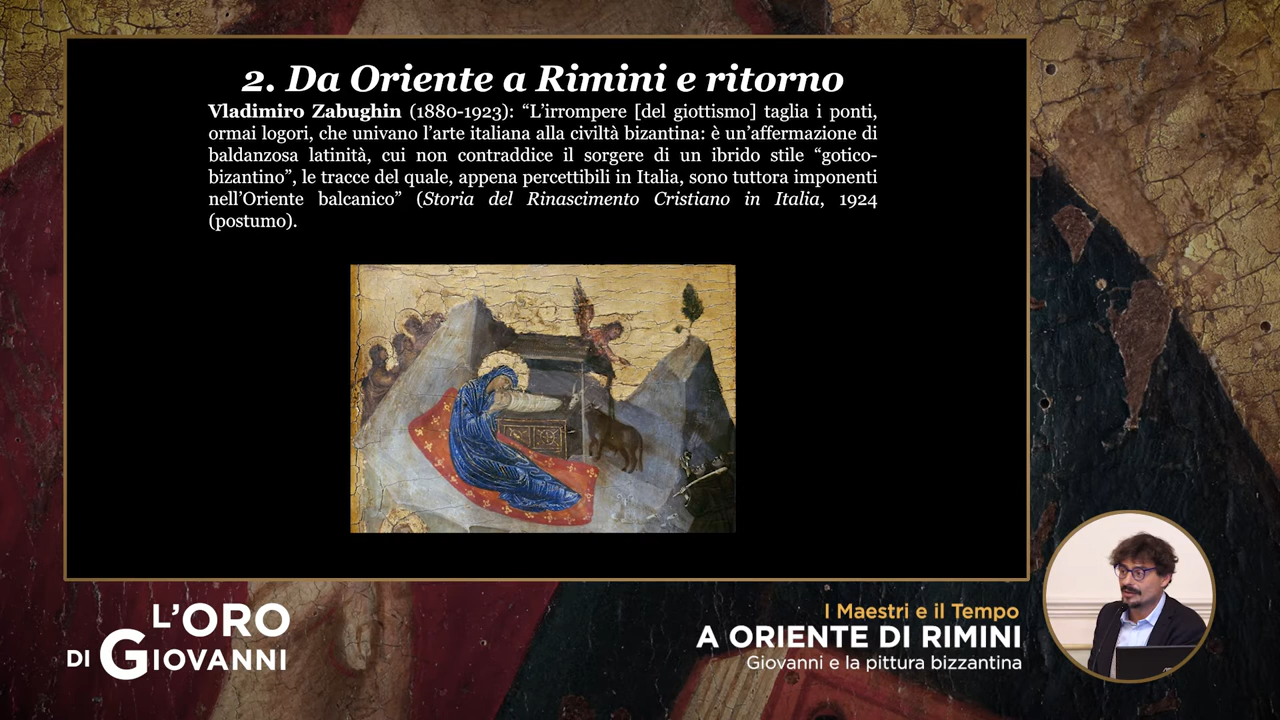 2. Da Oriente a Rimini e ritorno
Vladimiro Zabughin (1880-1923): “L’irrompere [del giottismo] taglia i ponti,
ormai logori, che univano l’arte italiana alla civiltà bizantina: è un’affermazione di
baldanzosa latinità, cui non contraddice il sorgere di un ibrido stile “gotico-
bizantino”, le tracce del quale, appena percettibili in Italia, sono tuttora imponenti
nell’Oriente balcanico” (Storia del Rinascimento Cristiano in Italia, 1924
(postumo).
L’ORO
DI GIOVANNI
I Maestri e il Tempo
A ORIENTE DI RIMINI
Giovanni e la pittura bizzantina